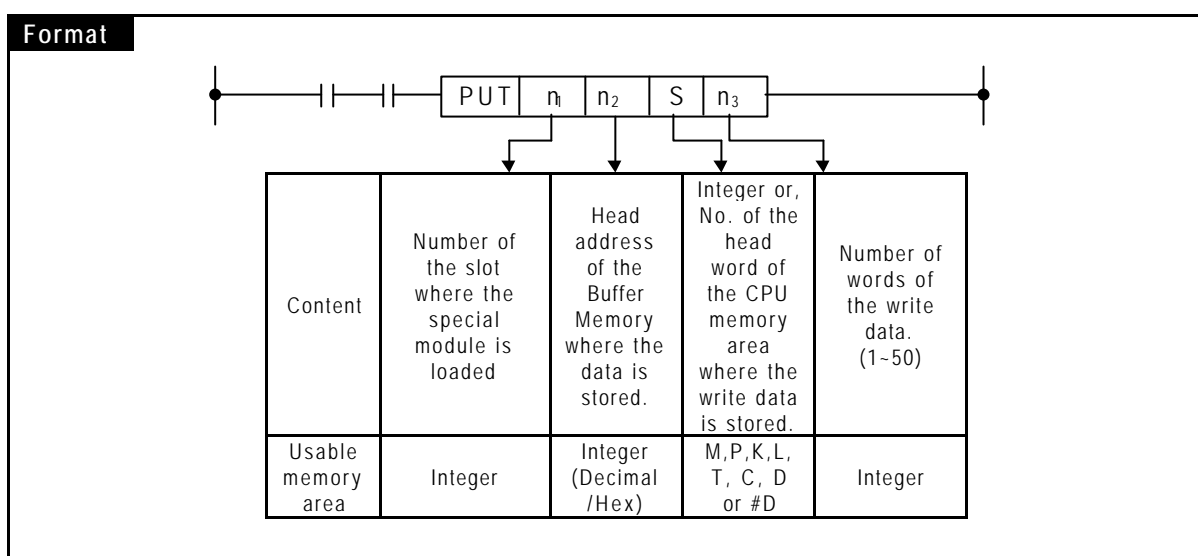 Format
PUT n1 n2 S n3
Content
Number of
the slot
where the
special
module is
loaded
Head
address
of the
Buffer
Memory
where the
data is
stored.
Integer or,
No. of the
head
word of
the CPU
memory
area
where the
write data
is stored.
Number of
words of
the write
data.
(1~50)
Usable
memory
area
Integer
Integer
(Decimal
/Hex)
M,P,K,L,
T, C, D
or #D
Integer